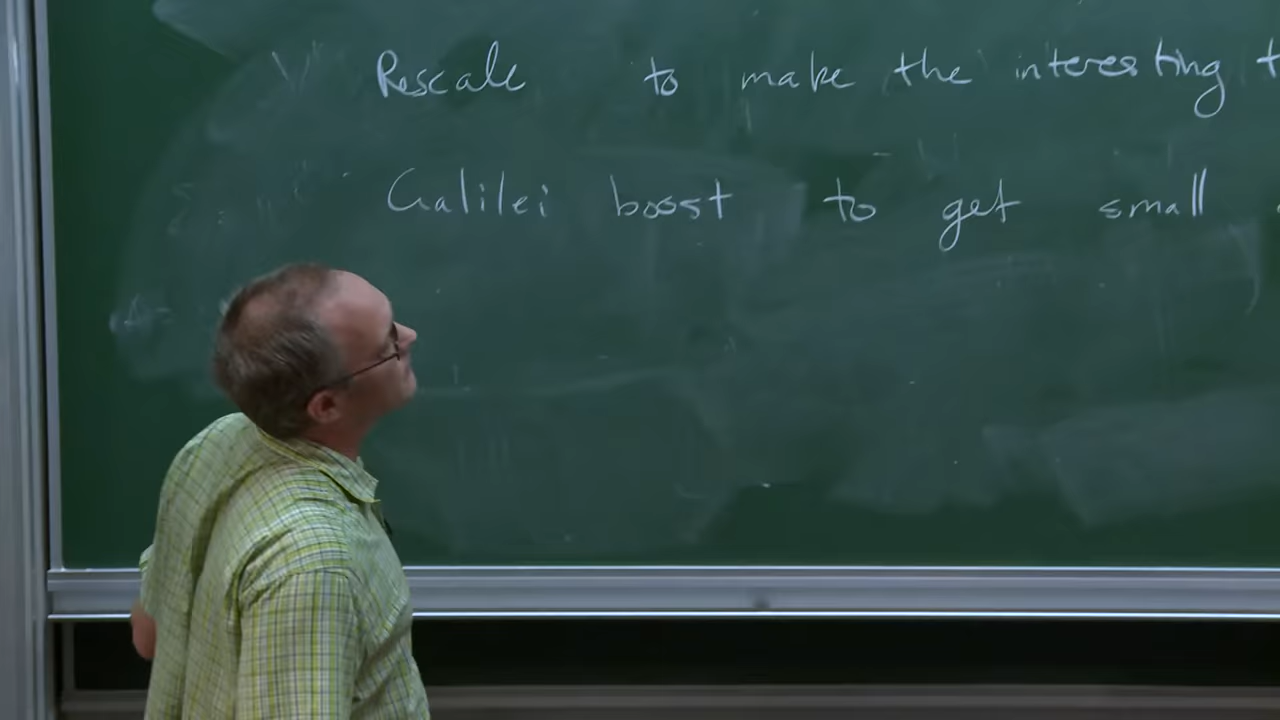 Rescale to make the interesting
Galilei boost to get small